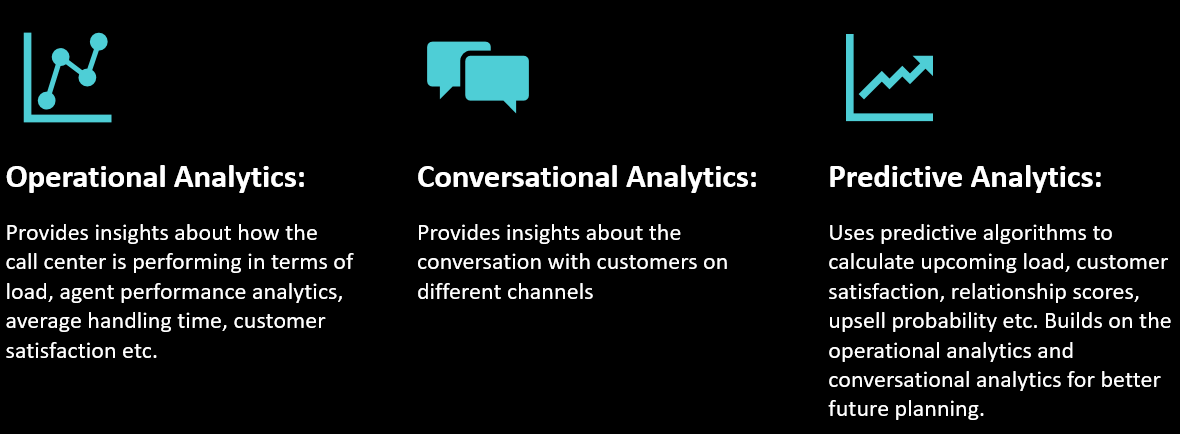 Operational Analytics:
Provides insights about how the
call center is performing in terms of
load, agent performance analytics,
average handling time, customer
satisfaction etc.
Conversational Analytics:
Provides insights about the
conversation with customers on
different channels
Predictive Analytics:
Uses predictive algorithms to
calculate upcoming load, customer
satisfaction, relationship scores,
upsell probability etc. Builds on the
operational analytics and
conversational analytics for better
future planning.